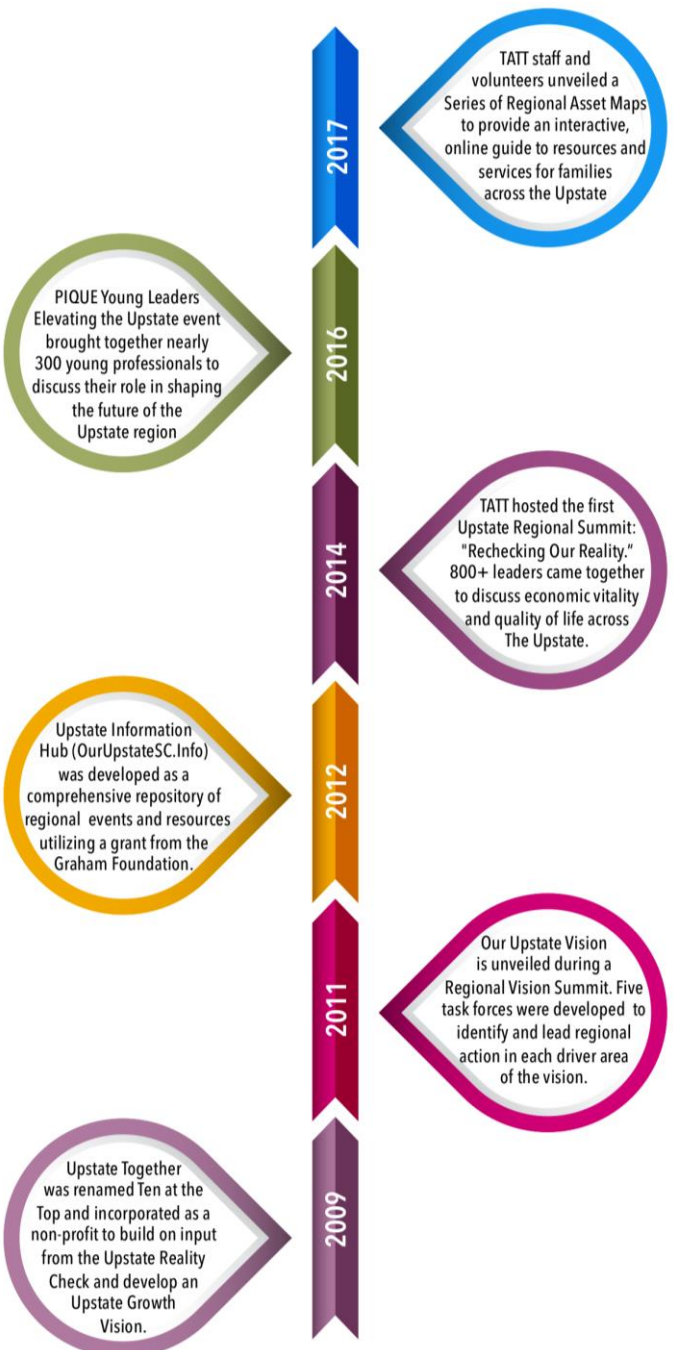 2017
TATT staff and
volunteers unveiled a
Series of Regional Asset Maps
to provide an interactive,
online guide to resources and
services for families
across the Upstate
PIQUE Young Leaders
Elevating the Upstate event
brought together nearly
300 young professionals to
discuss their role in shaping
the future of the
Upstate region
2016
2014
TATT hosted the first
Upstate Regional Summit:
"Rechecking Our Reality."
800+ leaders came together
to discuss economic vitality
and quality of life across
The Upstate.
Upstate Information
Hub (OurUpstateSC.Info)
was developed as a
comprehensive repository of
regional events and resources
utilizing a grant from the
Graham Foundation.
2012
2011
Our Upstate Vision
is unveiled during a
Regional Vision Summit. Five
task forces were developed to
identify and lead regional
action in each driver area
of the vision.
Upstate Together
was renamed Ten at the
Top and incorporated as a
non-profit to build on input
from the Upstate Reality
Check and develop an
Upstate Growth
Vision.
2009